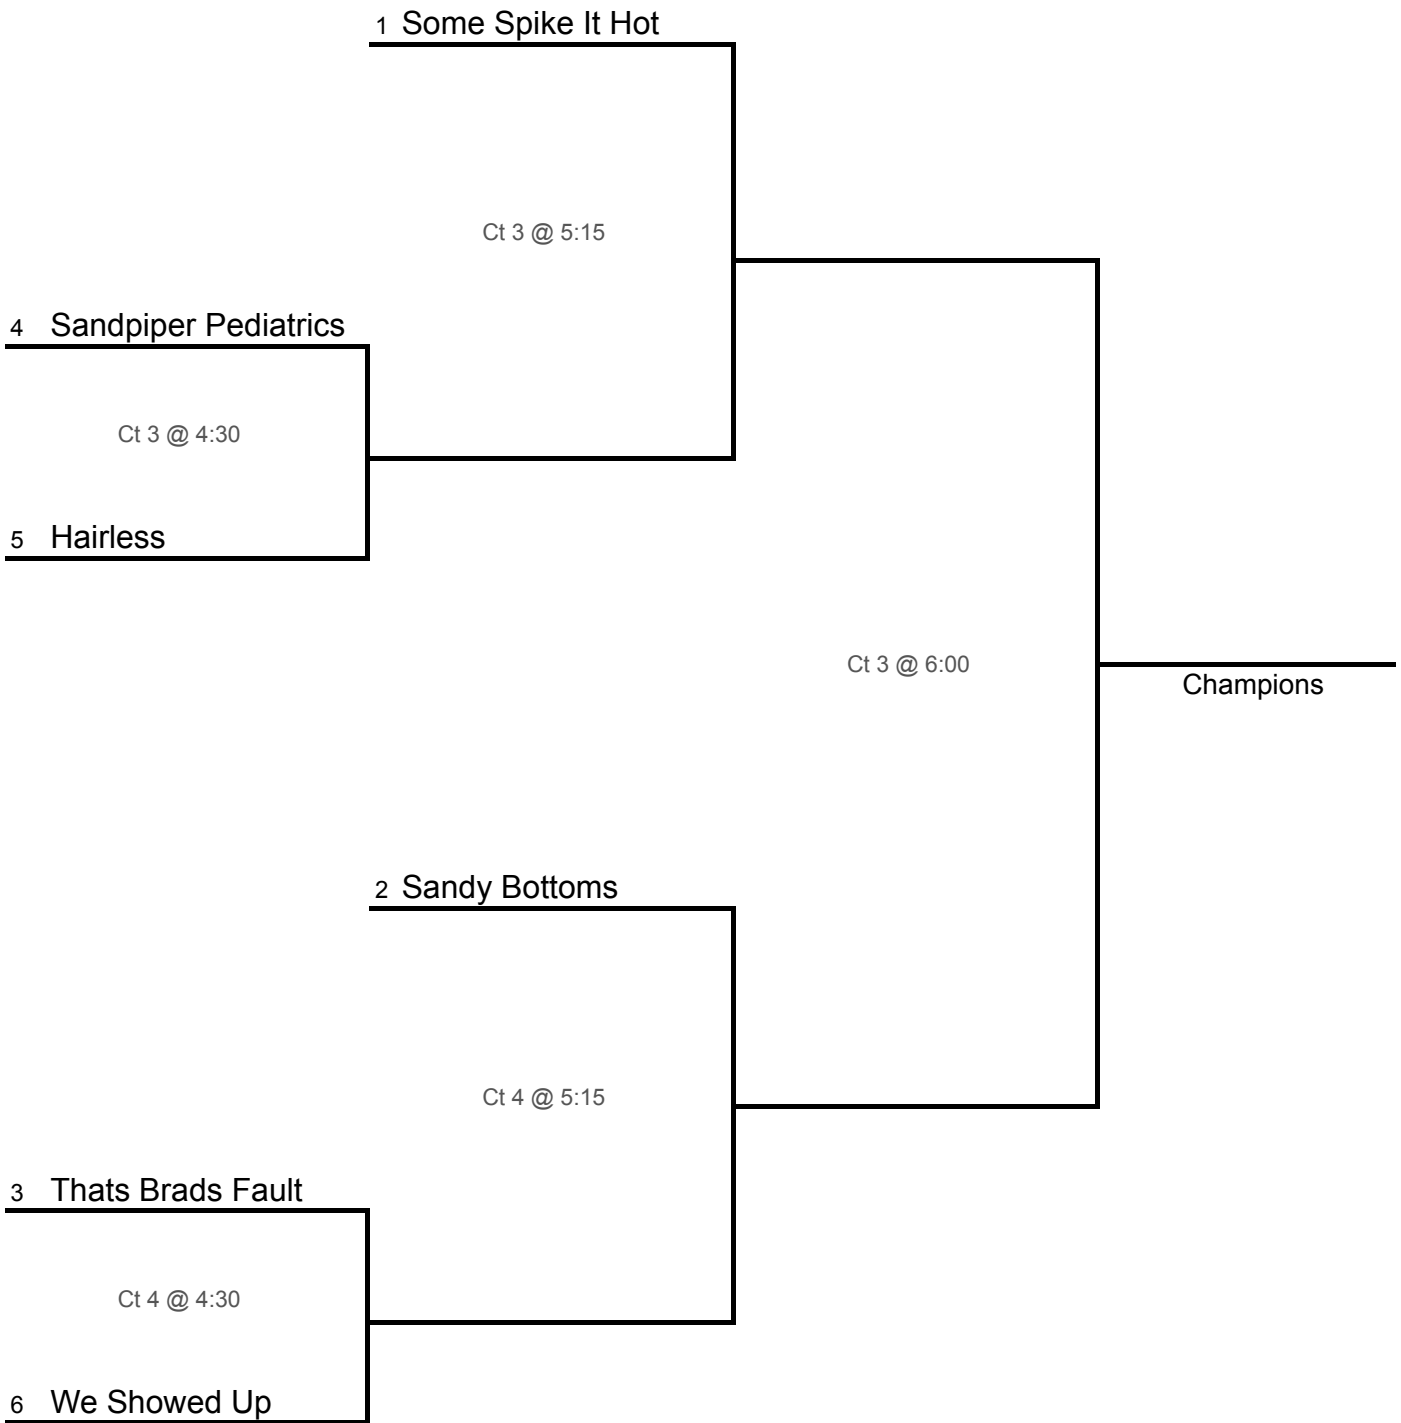 1 Some Spike It Hot
Ct 3 @ 5:15
4 Sandpiper Pediatrics
Ct 3 @ 4:30
5 Hairless
Ct 3 @ 6:00
Champions
2 Sandy Bottoms
Ct 4 @ 5:15
3 Thats Brads Fault
Ct 4 @ 4:30
6 We Showed Up